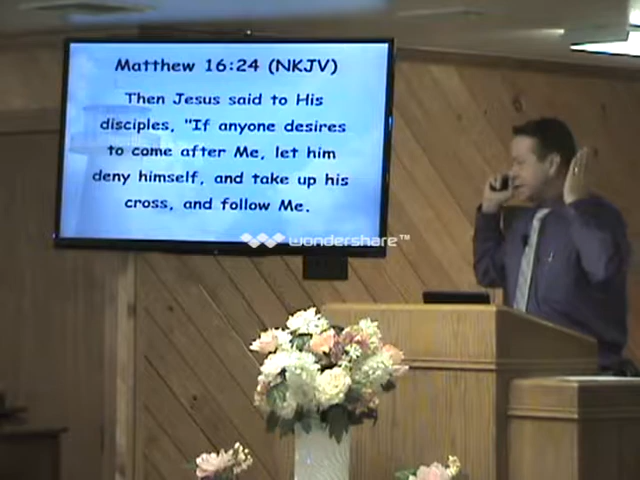 Matthew 16:24 (NKJV)
Then Jesus said to His
disciples, "If anyone desires
to come after Me, let him
deny himself, and take up his
cross, and follow Me.
wondershare™